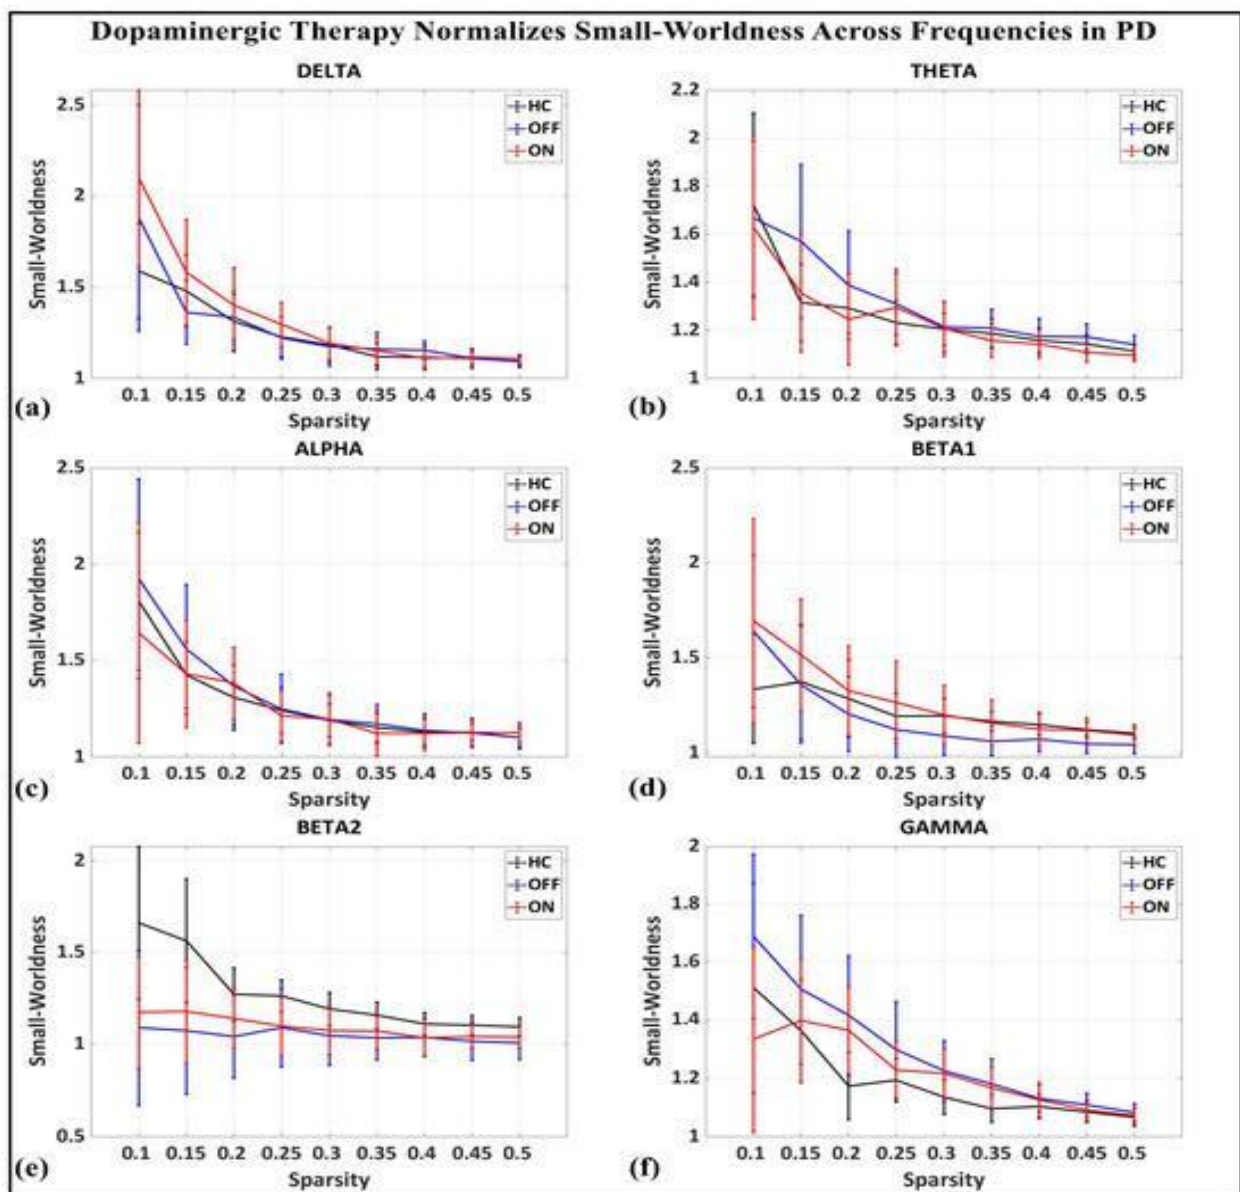 Dopaminergic Therapy Normalizes Small-Worldness Across Frequencies in PD
DELTA
2.5
2
1.5
1
Small-Worldness
HC
OFF
ON
0.1 0.15 0.2 0.25 0.3 0.35 0.4 0.45 0.5
Sparsity
(a)
THETA
2.2
2
1.8
1.6
1.4
1.2
1
Small-Worldness
HC
OFF
ON
0.1 0.15 0.2 0.25 0.3 0.35 0.4 0.45 0.5
Sparsity
(b)
ALPHA
2.5
2
1.5
1
Small-Worldness
HC
OFF
ON
0.1 0.15 0.2 0.25 0.3 0.35 0.4 0.45 0.5
Sparsity
(c)
BETA1
2.5
2
1.5
1
Small-Worldness
HC
OFF
ON
0.1 0.15 0.2 0.25 0.3 0.35 0.4 0.45 0.5
Sparsity
(d)
BETA2
2
1.5
1
0.5
Small-Worldness
HC
OFF
ON
0.1 0.15 0.2 0.25 0.3 0.35 0.4 0.45 0.5
Sparsity
(e)
GAMMA
2
1.8
1.6
1.4
1.2
1
Small-Worldness
HC
OFF
ON
0.1 0.15 0.2 0.25 0.3 0.35 0.4 0.45 0.5
Sparsity
(f)